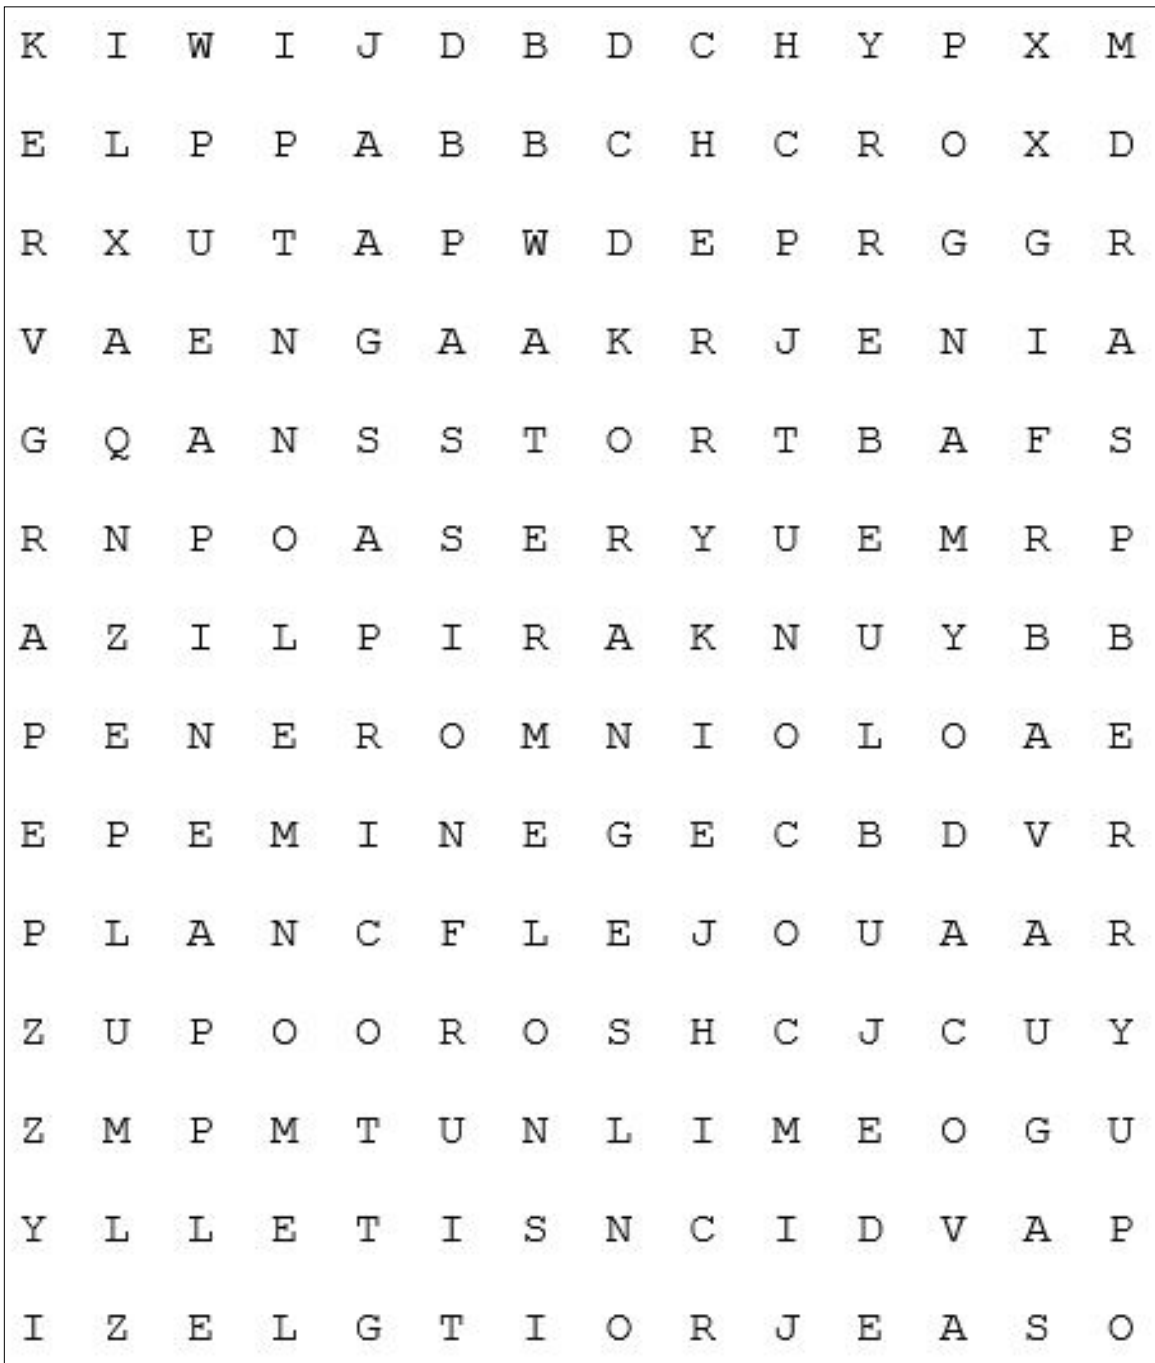 K I W I J D B D C H Y P X M
E L P P A B B C H C R O X D
R X U T A P W D E P R G G R
V A E N G A A K R J E N I A
G Q A N S S T O R T B A F S
R N P O A S E R Y U E M R P
A Z I L P I R A K N U Y B B
P E N E R O M N I O L O A E
E P E M I N E G E C B D V R
P L A N C F L E J O U A A R
Z U P O O R O S H C J C U Y
Z M P M T U N L I M E O G U
Y L L E T I S N C I D V A P
I Z E L G T I O R J E A S O